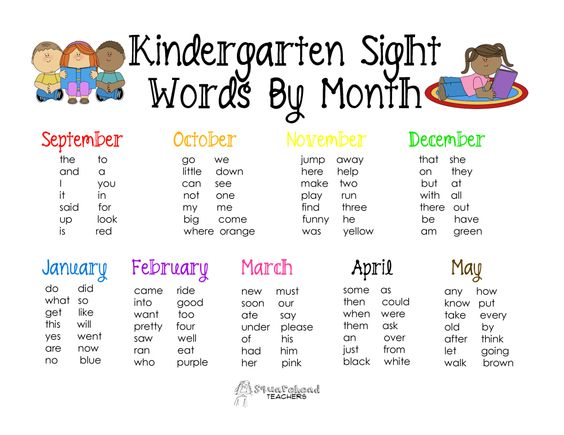 Kindergarten Sight
Words By Month
September
the to
and a
I you
it in
said for
up look
is red
October
go we
little down
can see
not one
my me
big come
where orange
November
jump away
here help
make two
play run
find three
funny he
was yellow
December
that she
on they
but at
with all
there out
be have
am green
January
do did
what so
get like
this will
yes went
are now
no blue
February
came ride
into good
want too
pretty four
saw well
ran eat
who purple
March
new must
soon our
ate say
under please
of his
had him
her pink
April
some as
then could
when were
them ask
an over
just from
black white
May
any how
know put
take every
old by
after think
let going
walk brown
Squarehead
TEACHERS